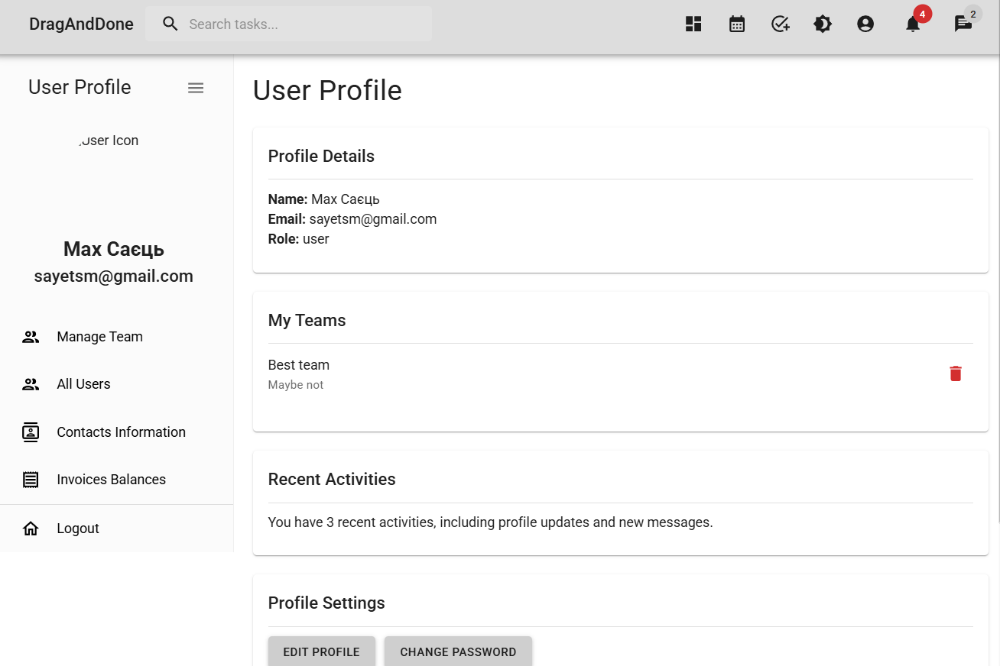 DragAndDone
Search tasks...
4
2
User Profile
User Icon
Max Саєць
sayetsm@gmail.com
Manage Team
All Users
Contacts Information
Invoices Balances
Logout
User Profile
Profile Details
Name: Max Саєць
Email: sayetsm@gmail.com
Role: user
My Teams
Best team
Maybe not
Recent Activities
You have 3 recent activities, including profile updates and new messages.
Profile Settings
EDIT PROFILE
CHANGE PASSWORD